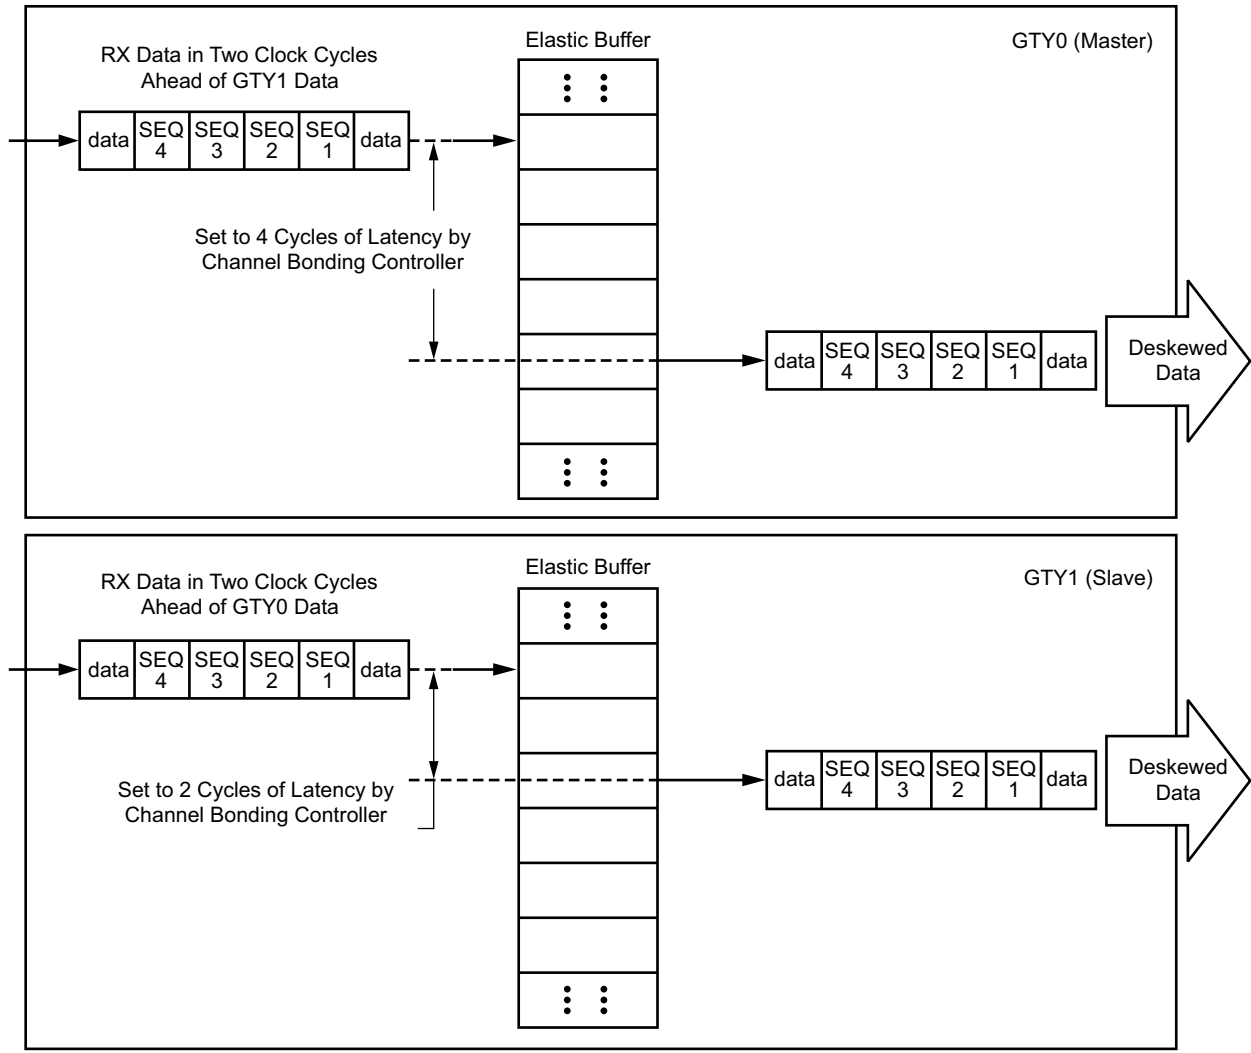 GTY0 (Master)
Elastic Buffer
RX Data in Two Clock Cycles
Ahead of GTY1 Data
data SEQ 4 SEQ 3 SEQ 2 SEQ 1 data
Set to 4 Cycles of Latency by
Channel Bonding Controller
data SEQ 4 SEQ 3 SEQ 2 SEQ 1 data
Deskewed
Data
GTY1 (Slave)
Elastic Buffer
RX Data in Two Clock Cycles
Ahead of GTY0 Data
data SEQ 4 SEQ 3 SEQ 2 SEQ 1 data
Set to 2 Cycles of Latency by
Channel Bonding Controller
data SEQ 4 SEQ 3 SEQ 2 SEQ 1 data
Deskewed
Data